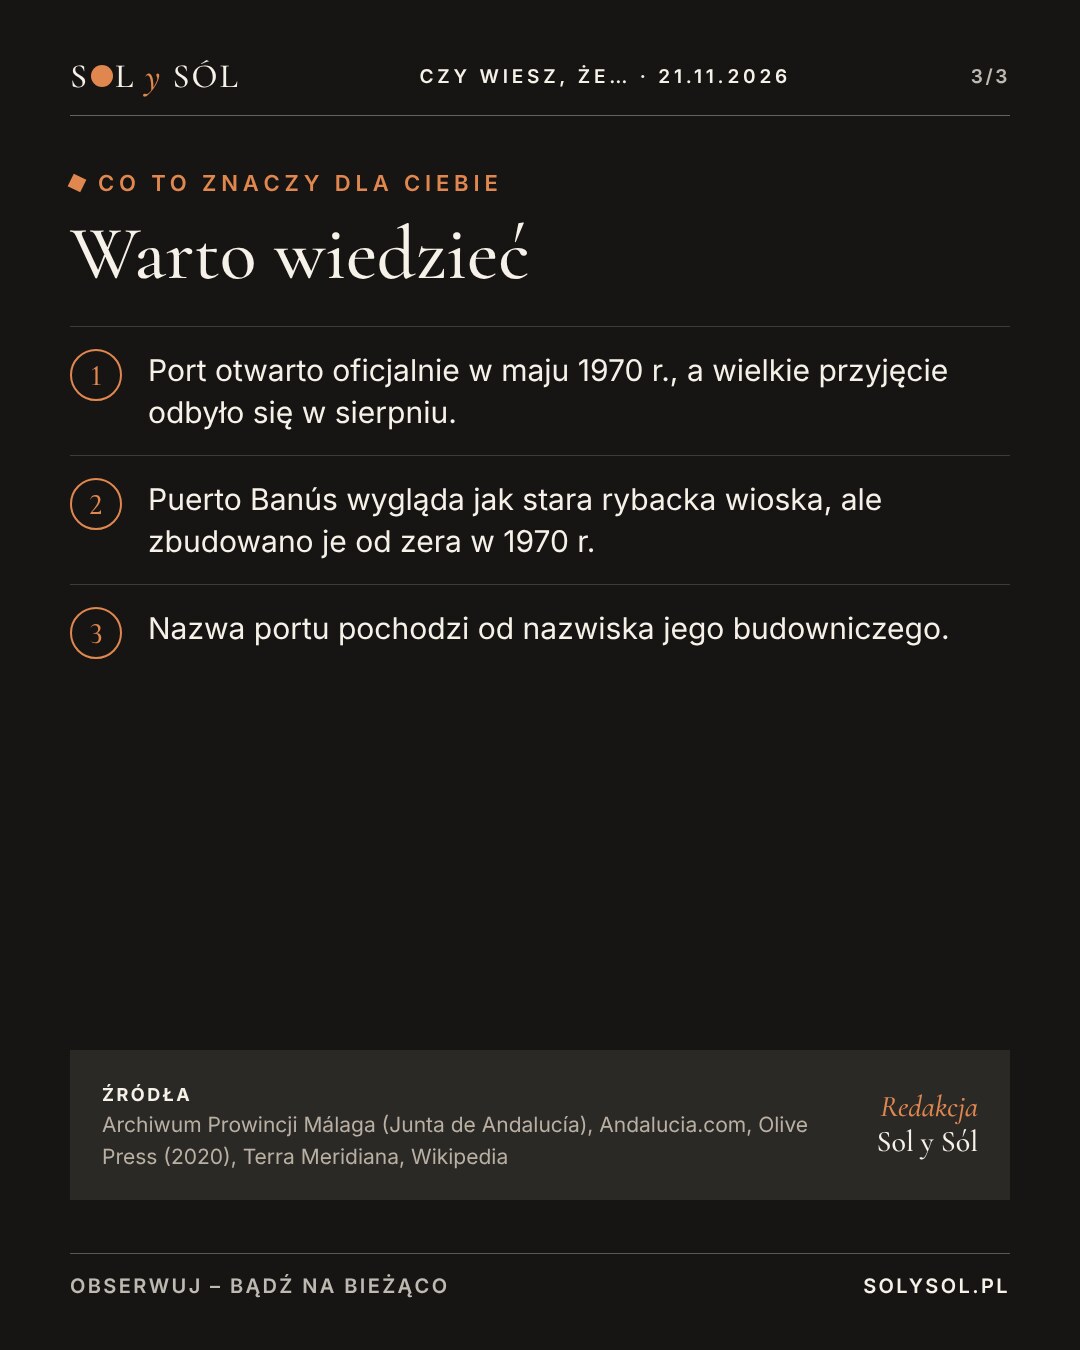 SOL y SÓL
CZY WIESZ, ŻE… · 21.11.2026
3/3
CO TO ZNACZY DLA CIEBIE
Warto wiedzieć
1
Port otwarto oficjalnie w maju 1970 r., a wielkie przyjęcie
odbyło się w sierpniu.
2
Puerto Banús wygląda jak stara rybacka wioska, ale
zbudowano je od zera w 1970 r.
3
Nazwa portu pochodzi od nazwiska jego budowniczego.
ŹRÓDŁA
Archiwum Prowincji Málaga (Junta de Andalucía), Andalucia.com, Olive
Press (2020), Terra Meridiana, Wikipedia
Redakcja
Sol y Sól
OBSERWUJ – BĄDŹ NA BIEŻĄCO
SOLYSOL.PL